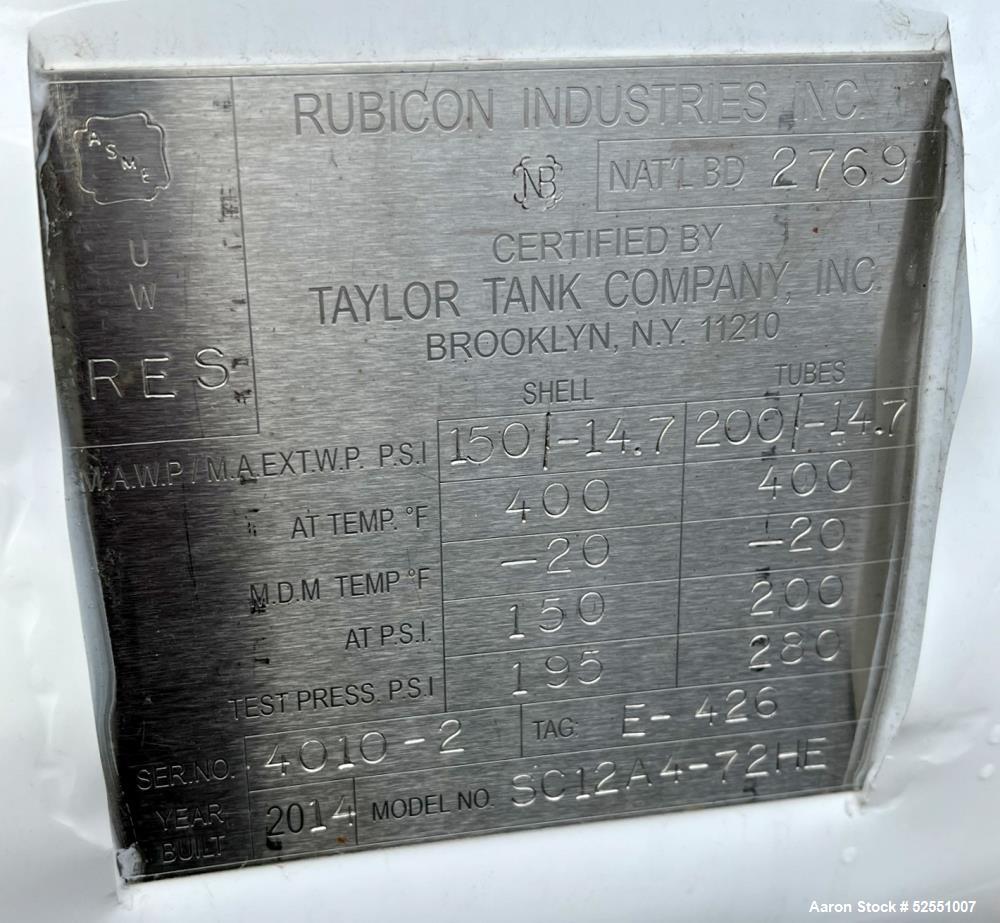 ASME
U
W
RES
RUBICON INDUSTRIES INC.
NB NAT'L BD 2769
CERTIFIED BY
TAYLOR TANK COMPANY, INC.
BROOKLYN, N.Y. 11210
SHELL TUBES
M.A.W.P./M.A.EXT.W.P. P.S.I 150/-14.7 200/-14.7
AT TEMP. °F 400 400
M.D.M TEMP °F -20 -20
AT P.S.I. 150 200
TEST PRESS. P.S.I 195 280
SER.NO. 4010-2 TAG: E-426
YEAR BUILT 2014 MODEL NO. SC12A4-72HE
Aaron Stock # 52551007